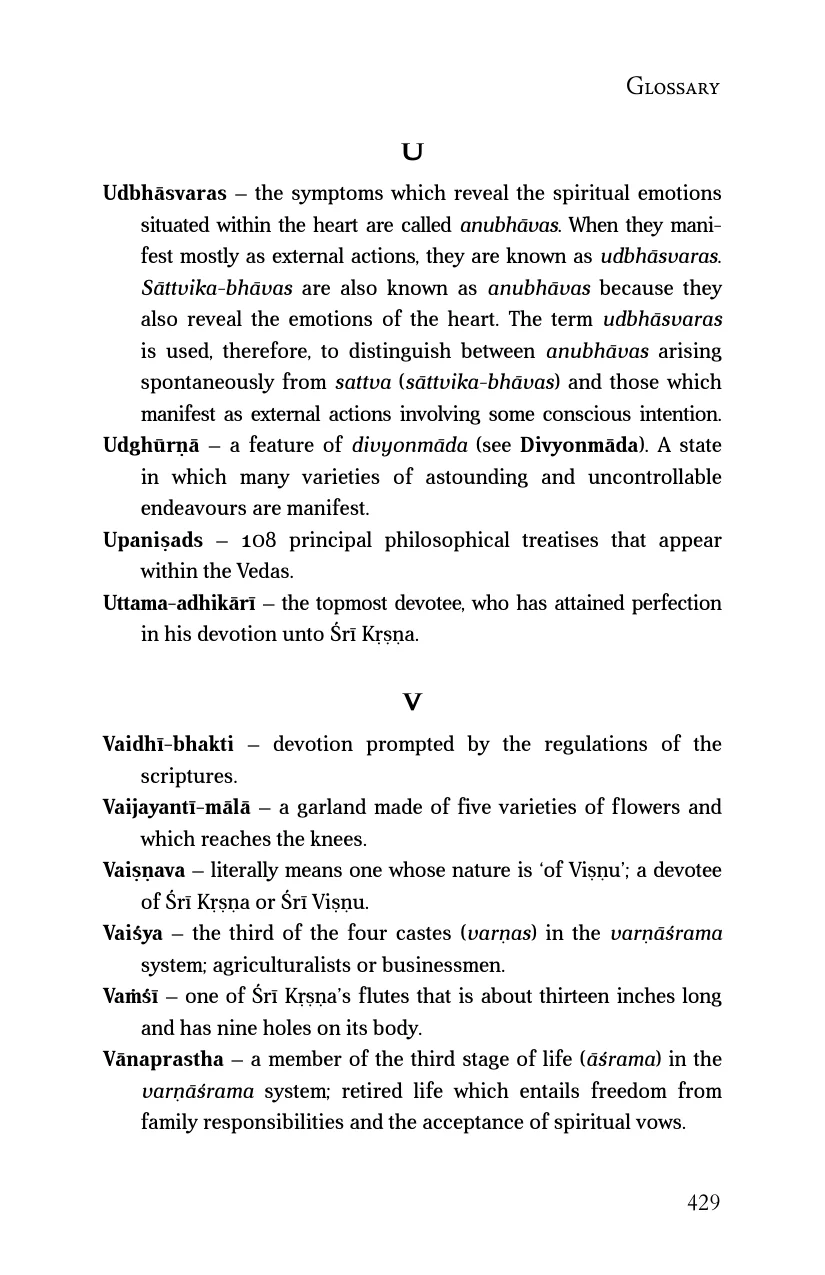 Glossary
U
Udbhāsvaras – the symptoms which reveal the spiritual emotions
situated within the heart are called anubhāvas. When they mani-
fest mostly as external actions, they are known as udbhāsvaras.
Sāttvika-bhāvas are also known as anubhāvas because they
also reveal the emotions of the heart. The term udbhāsvaras
is used, therefore, to distinguish between anubhāvas arising
spontaneously from sattva (sāttvika-bhāvas) and those which
manifest as external actions involving some conscious intention.
Udghūrṇā – a feature of divyonmāda (see Divyonmāda). A state
in which many varieties of astounding and uncontrollable
endeavours are manifest.
Upaniṣads – 108 principal philosophical treatises that appear
within the Vedas.
Uttama-adhikārī – the topmost devotee, who has attained perfection
in his devotion unto Śrī Kṛṣṇa.
V
Vaidhī-bhakti – devotion prompted by the regulations of the
scriptures.
Vaijayantī-mālā – a garland made of five varieties of flowers and
which reaches the knees.
Vaiṣṇava – literally means one whose nature is ‘of Viṣṇu’; a devotee
of Śrī Kṛṣṇa or Śrī Viṣṇu.
Vaiśya – the third of the four castes (varṇas) in the varṇāśrama
system; agriculturalists or businessmen.
Vaṁśī – one of Śrī Kṛṣṇa’s flutes that is about thirteen inches long
and has nine holes on its body.
Vānaprastha – a member of the third stage of life (āśrama) in the
varṇāśrama system; retired life which entails freedom from
family responsibilities and the acceptance of spiritual vows.
429